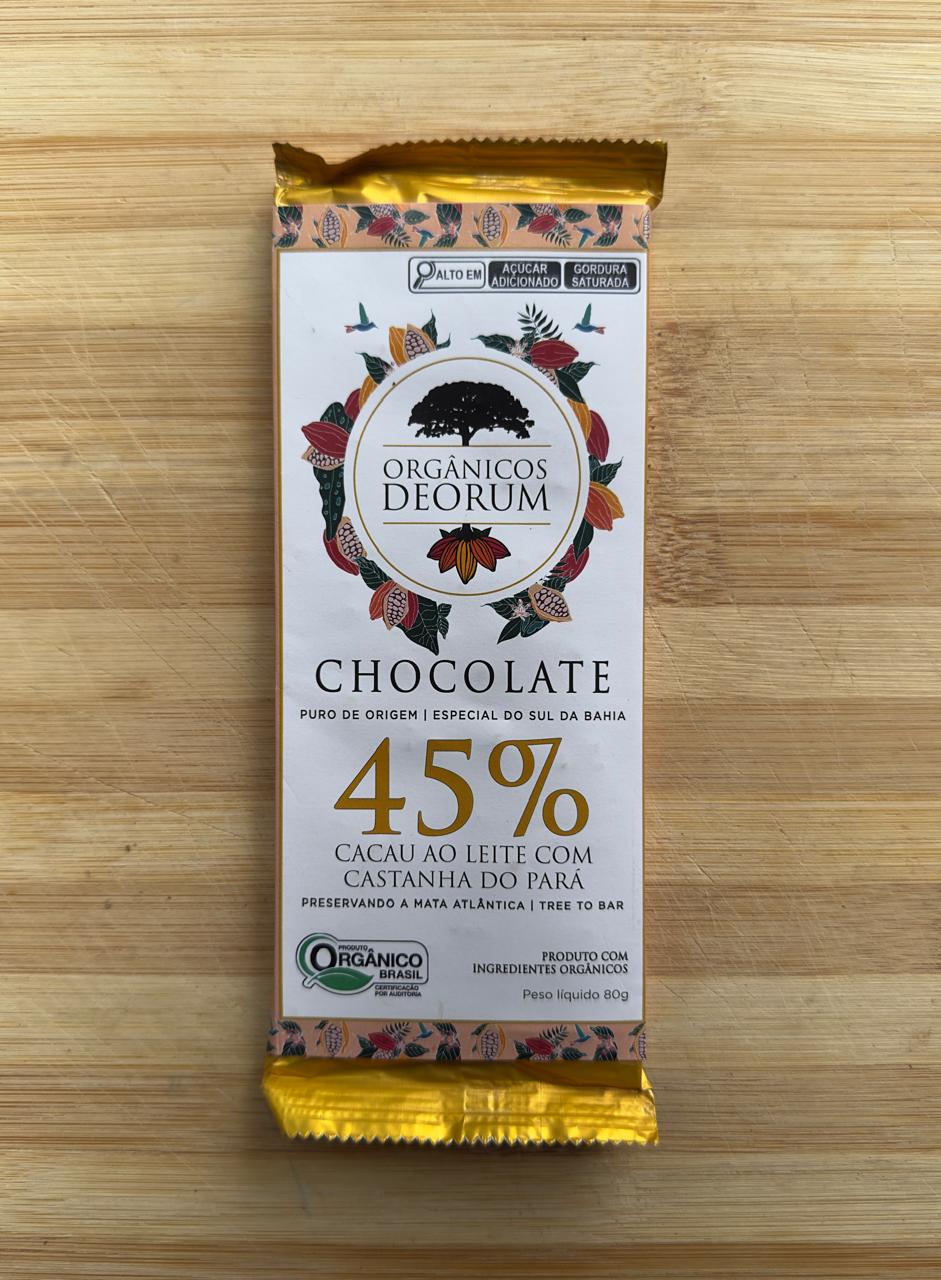 ALTO EM
AÇÚCAR
ADICIONADO
GORDURA
SATURADA
ORGÂNICOS
DEORUM
CHOCOLATE
PURO DE ORIGEM | ESPECIAL DO SUL DA BAHIA
45%
CACAU AO LEITE COM
CASTANHA DO PARÁ
PRESERVANDO A MATA ATLÂNTICA | TREE TO BAR
PRODUTO
ORGÂNICO
BRASIL
CERTIFICAÇÃO
POR AUDITORIA
PRODUTO COM
INGREDIENTES ORGÂNICOS
Peso líquido 80g